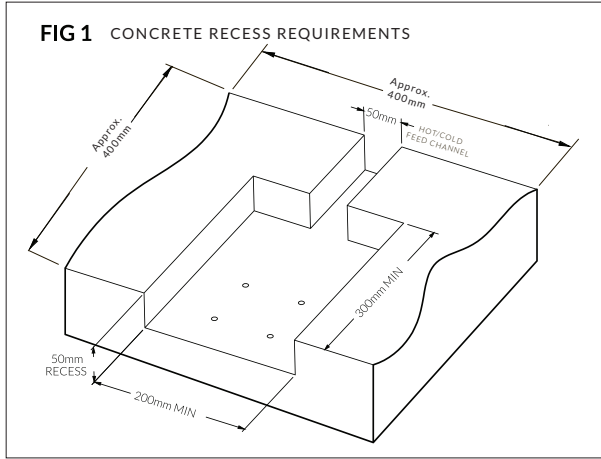 FIG 1 CONCRETE RECESS REQUIREMENTS
Approx.
400mm
Approx.
400mm
50mm
HOT/COLD
FEED CHANNEL
300mm MIN
50mm
RECESS
200mm MIN